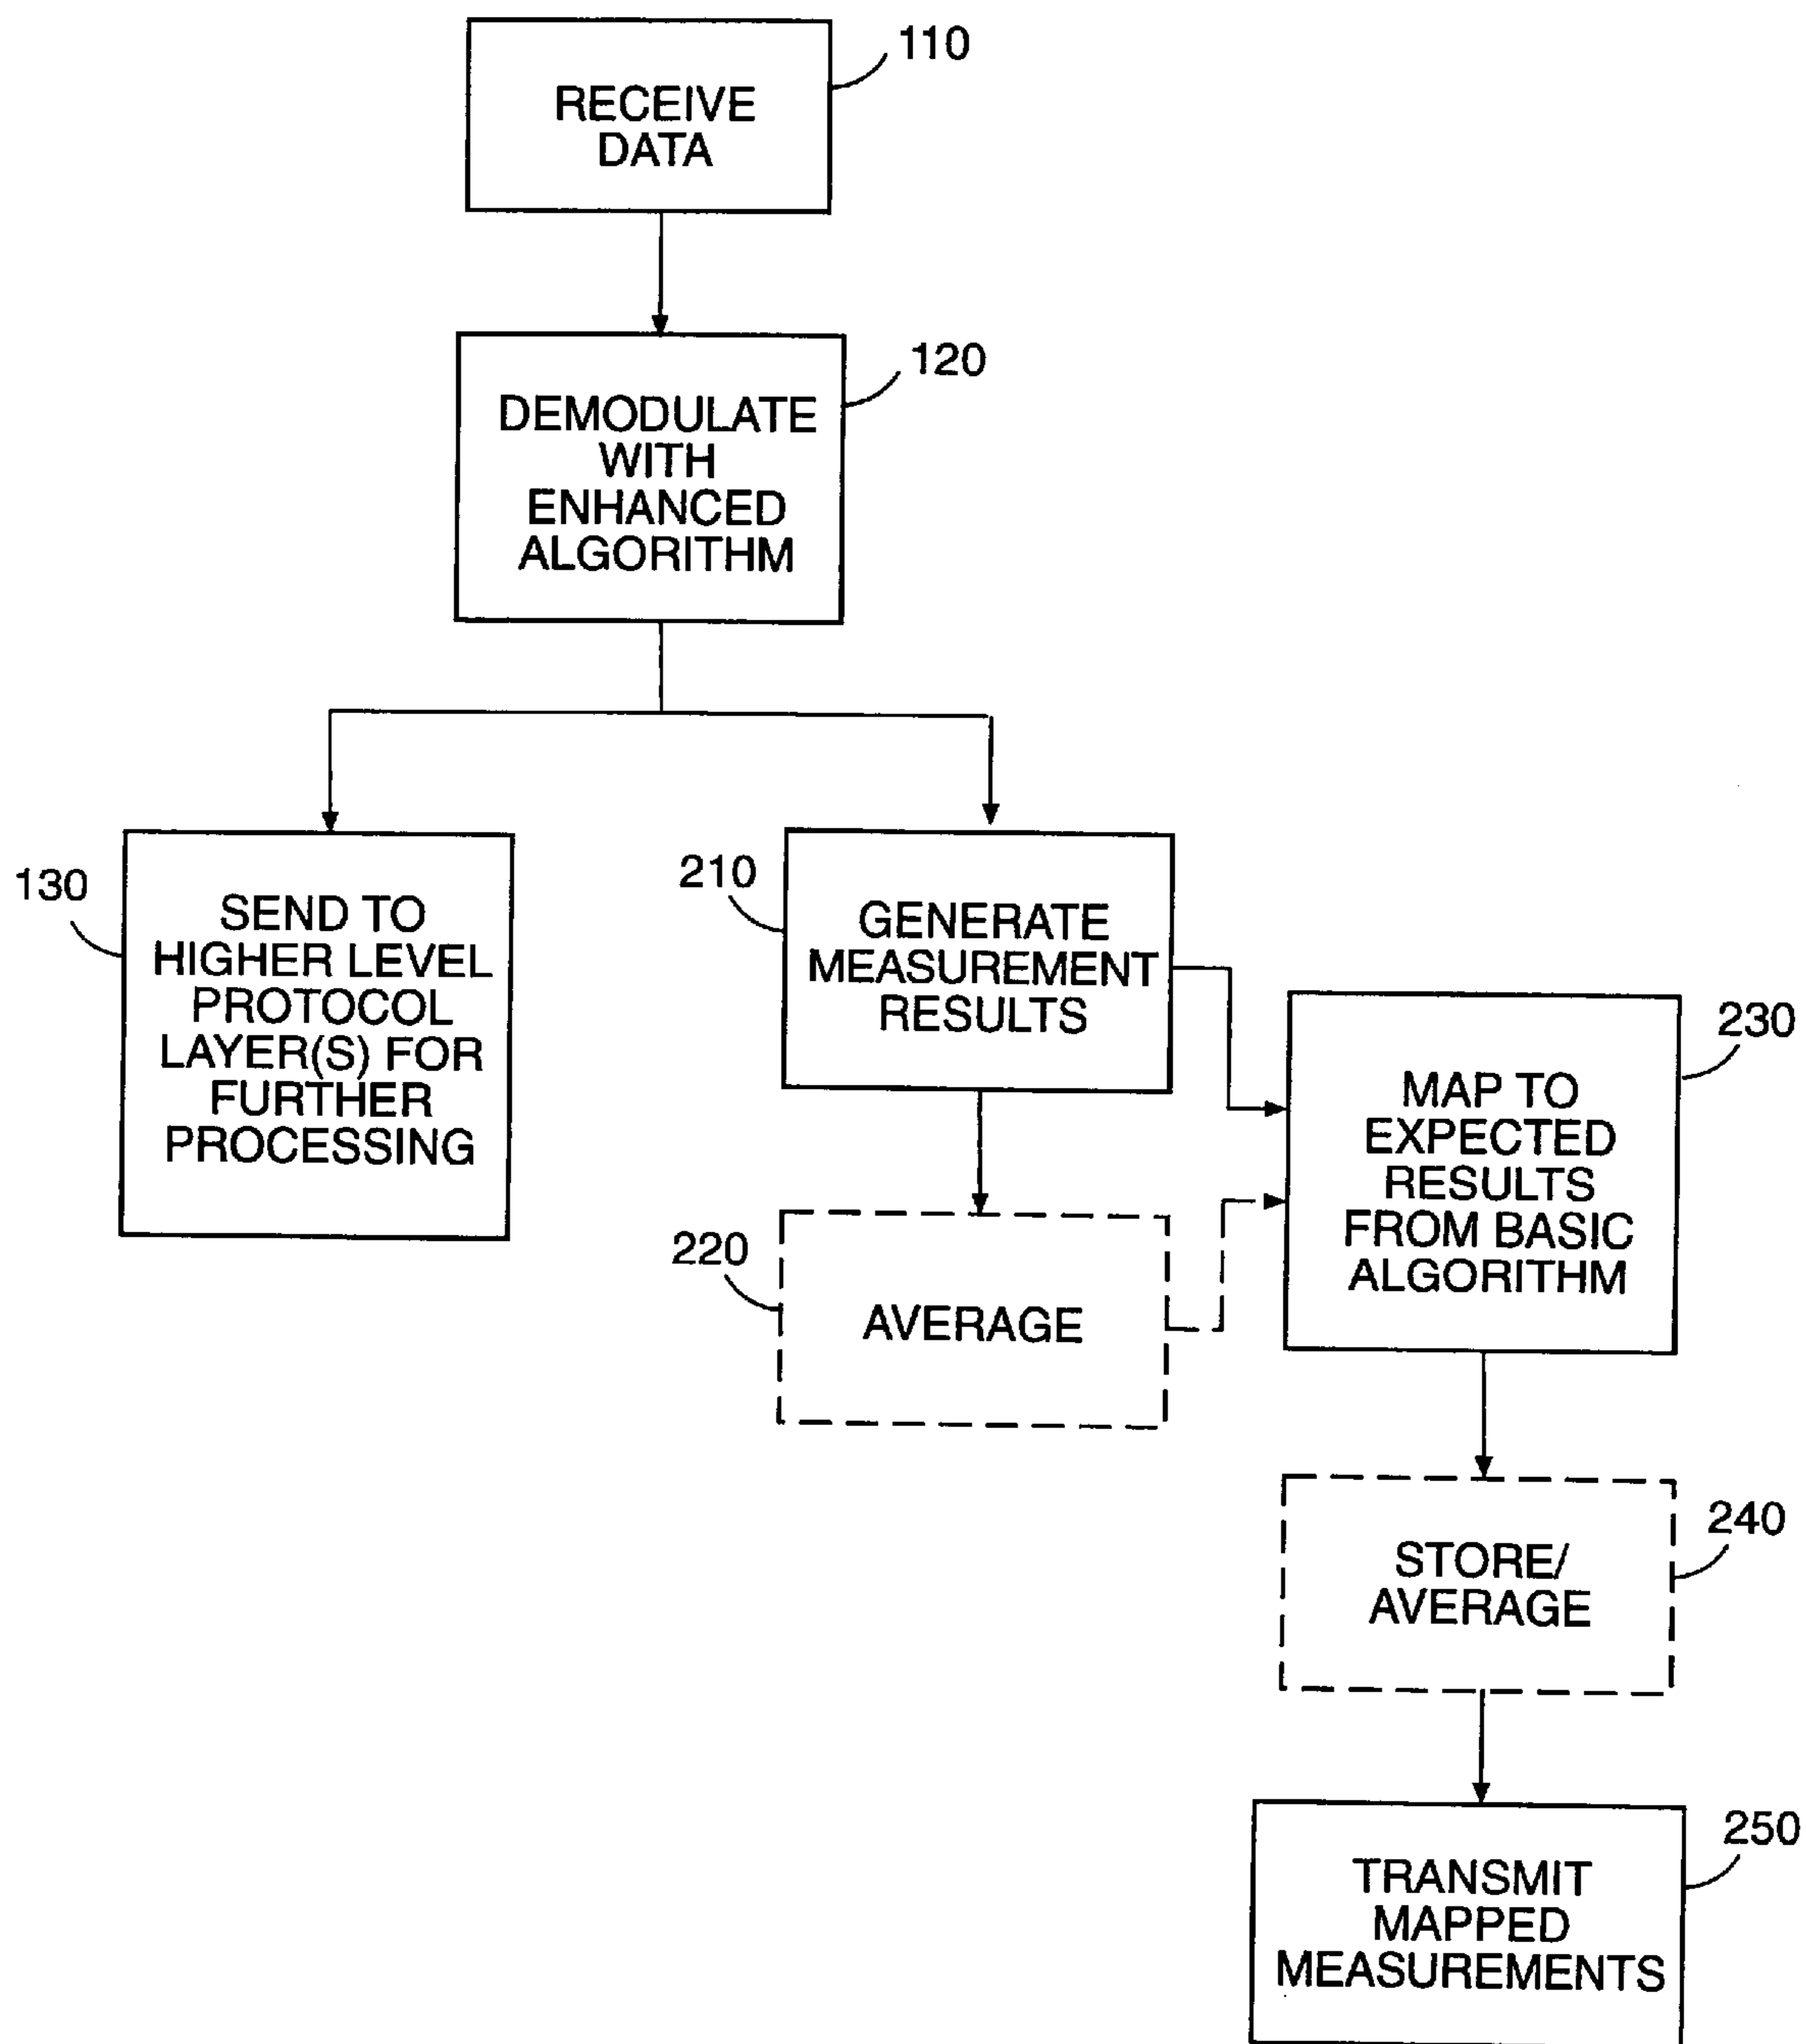 110
RECEIVE
DATA
120
DEMODULATE
WITH
ENHANCED
ALGORITHM
130
SEND TO
HIGHER LEVEL
PROTOCOL
LAYER(S) FOR
FURTHER
PROCESSING
210
GENERATE
MEASUREMENT
RESULTS
220
AVERAGE
230
MAP TO
EXPECTED
RESULTS
FROM BASIC
ALGORITHM
240
STORE/
AVERAGE
250
TRANSMIT
MAPPED
MEASUREMENTS